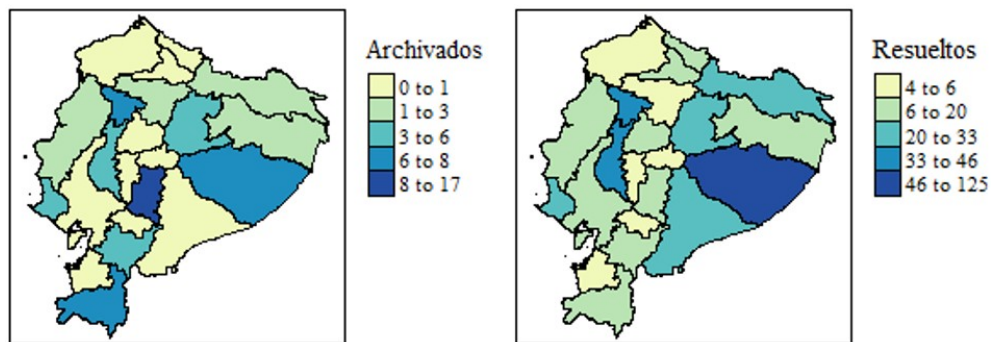 Archivados
0 to 1
1 to 3
3 to 6
6 to 8
8 to 17
Resueltos
4 to 6
6 to 20
20 to 33
33 to 46
46 to 125